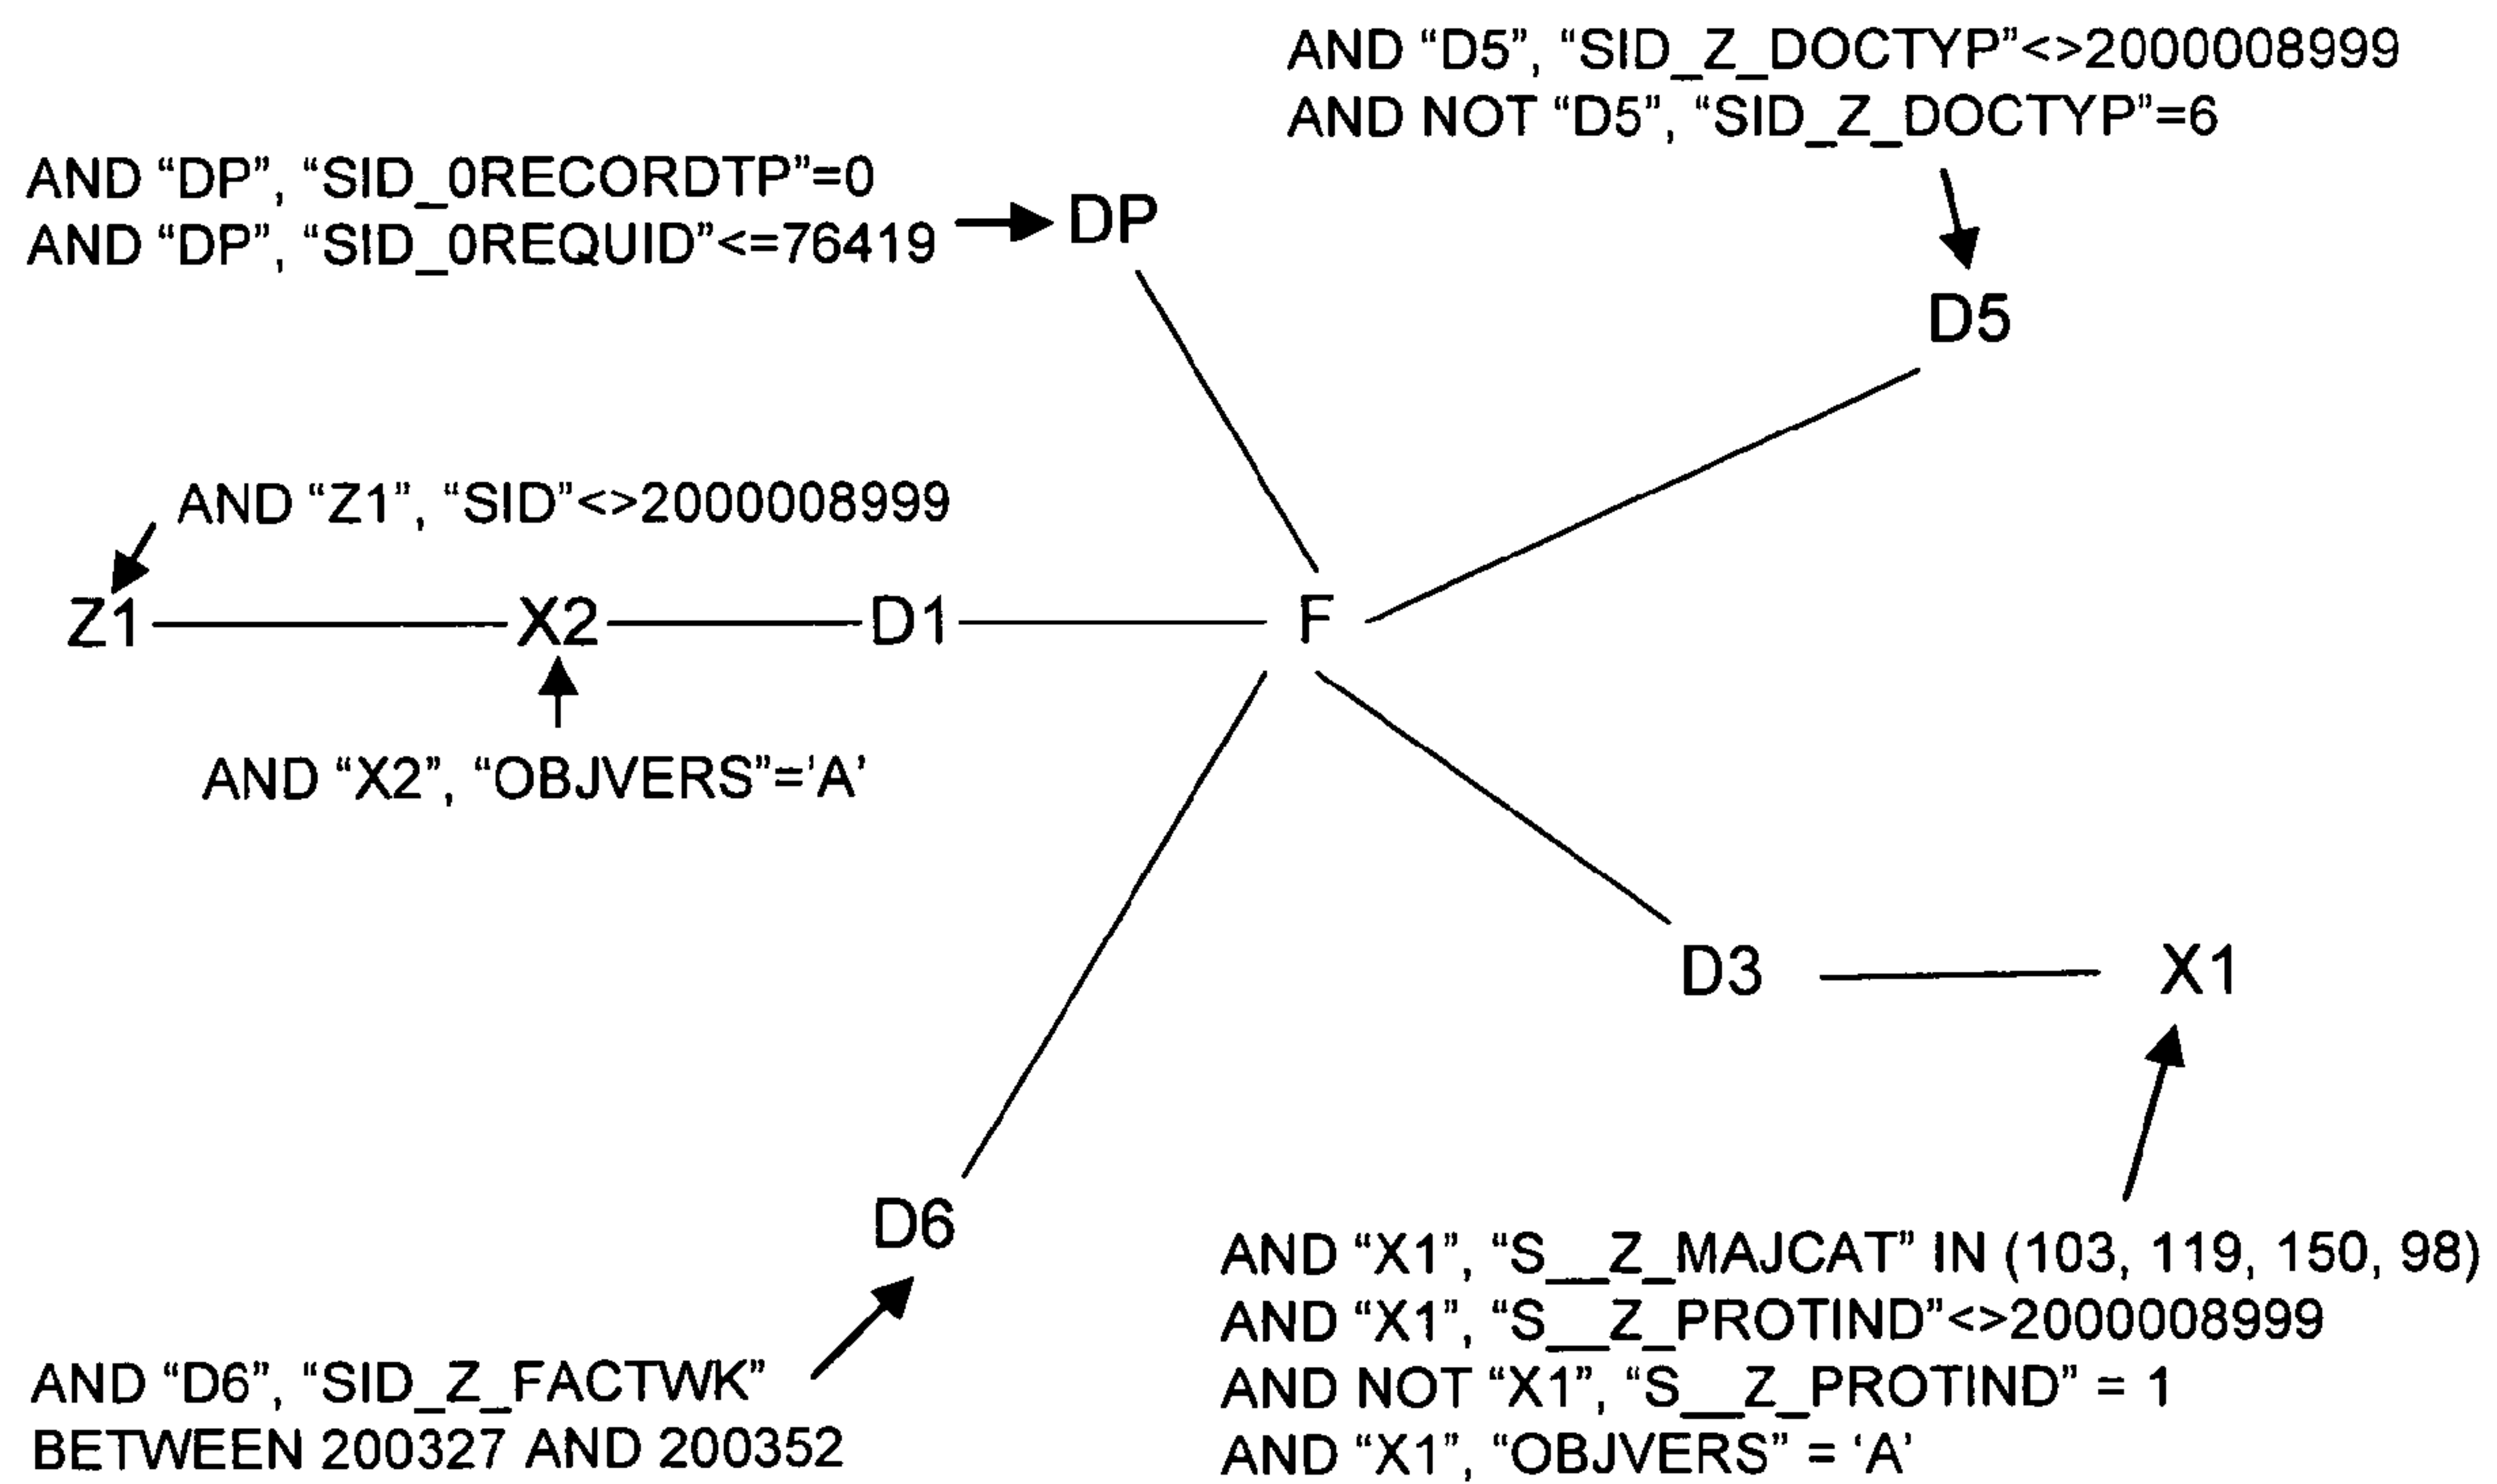 AND “D5”, “SID_Z_DOCTYP”<>2000008999
AND NOT “D5”, “SID_Z_DOCTYP”=6
AND “DP”, “SID_0RECORDTP”=0
AND “DP”, “SID_0REQUID”<=76419
DP
D5
AND “Z1”, “SID”<>2000008999
Z1
X2
D1
F
AND “X2”, “OBJVERS”=’A’
D3
X1
D6
AND “X1”, “S__Z_MAJCAT” IN (103, 119, 150, 98)
AND “X1”, “S__Z_PROTIND”<>2000008999
AND NOT “X1”, “S__Z_PROTIND” = 1
AND “X1”, “OBJVERS” = ‘A’
AND “D6”, “SID_Z_FACTWK”
BETWEEN 200327 AND 200352